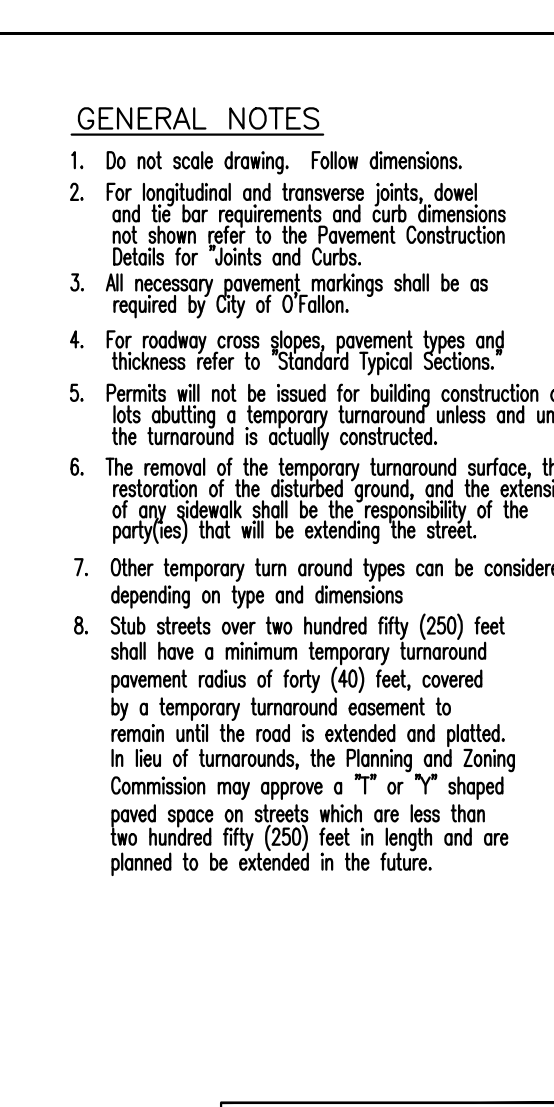 GENERAL NOTES
1. Do not scale drawing. Follow dimensions.
2. For longitudinal and transverse joints, dowel
and tie bar requirements and curb dimensions
not shown refer to the Pavement Construction
Details for "Joints and Curbs.
3. All necessary pavement markings shall be as
required by City of O'Fallon.
4. For roadway cross slopes, pavement types and
thickness refer to "Standard Typical Sections."
5. Permits will not be issued for building construction
lots abutting a temporary turnaround unless and
the turnaround is actually constructed.
6. The removal of the temporary turnaround surface,
restoration of the disturbed ground, and the
of any sidewalk shall be the responsibility of the
party(ies) that will be extending the street.
7. Other temporary turn around types can be
depending on type and dimensions
8. Stub streets over two hundred fifty (250) feet
shall have a minimum temporary turnaround
pavement radius of forty (40) feet, covered
by a temporary turnaround easement to
remain until the road is extended and platted.
In lieu of turnarounds, the Planning and Zoning
Commission may approve a "T" or "Y" shaped
paved space on streets which are less than
two hundred fifty (250) feet in length and are
planned to be extended in the future.